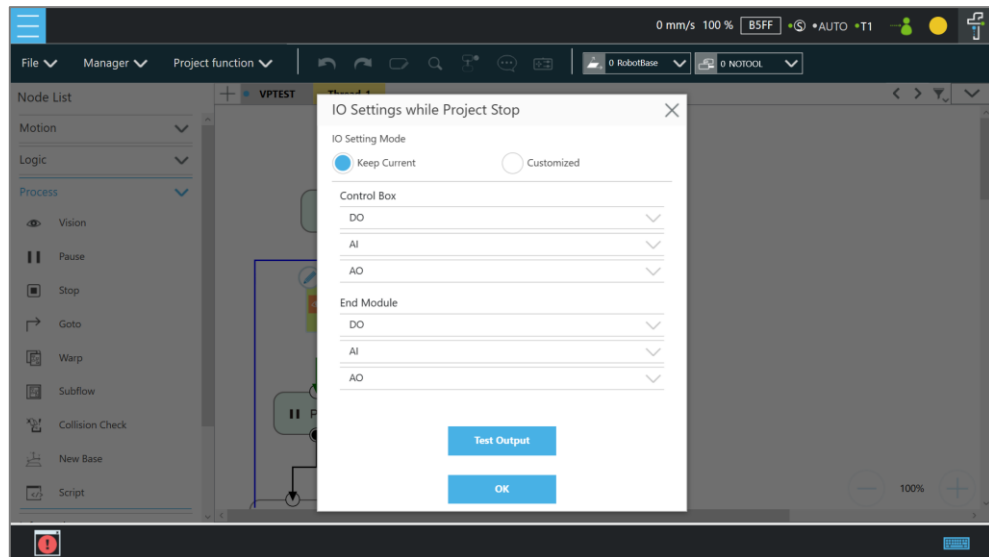 0 mm/s 100 % B5FF •Ⓢ •AUTO •T1
File Manager Project function 0 RobotBase 0 NOTOOL
Node List
VPTEST Thread_1
Motion
Logic
Process
Vision
Pause
Stop
Goto
Warp
Subflow
Collision Check
New Base
Script
IO Settings while Project Stop
IO Setting Mode
Keep Current Customized
Control Box
DO
AI
AO
End Module
DO
AI
AO
Test Output
OK
P
100%